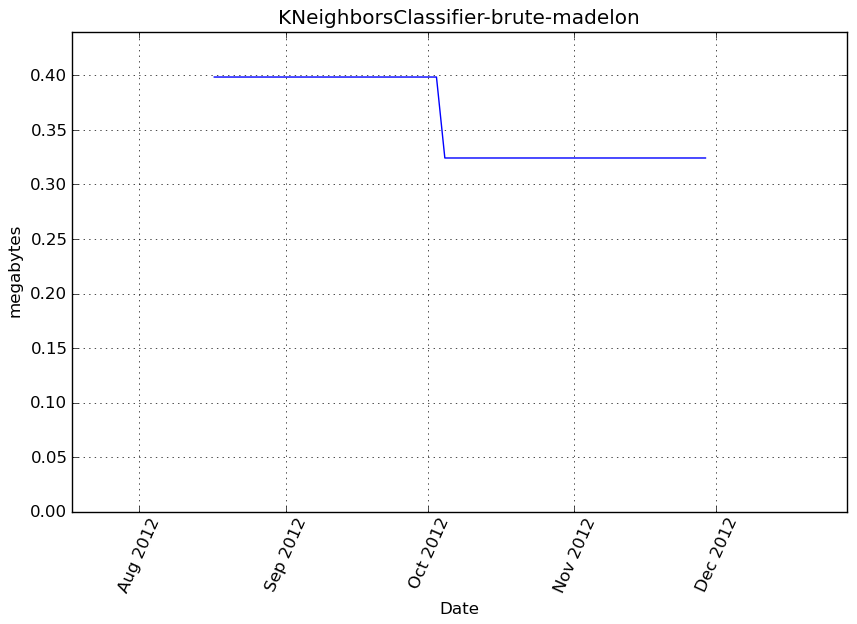 KNeighborsClassifier-brute-madelon
0.40
0.35
0.30
0.25
0.20
0.15
0.10
0.05
0.00
megabytes
Aug 2012
Sep 2012
Oct 2012
Nov 2012
Dec 2012
Date